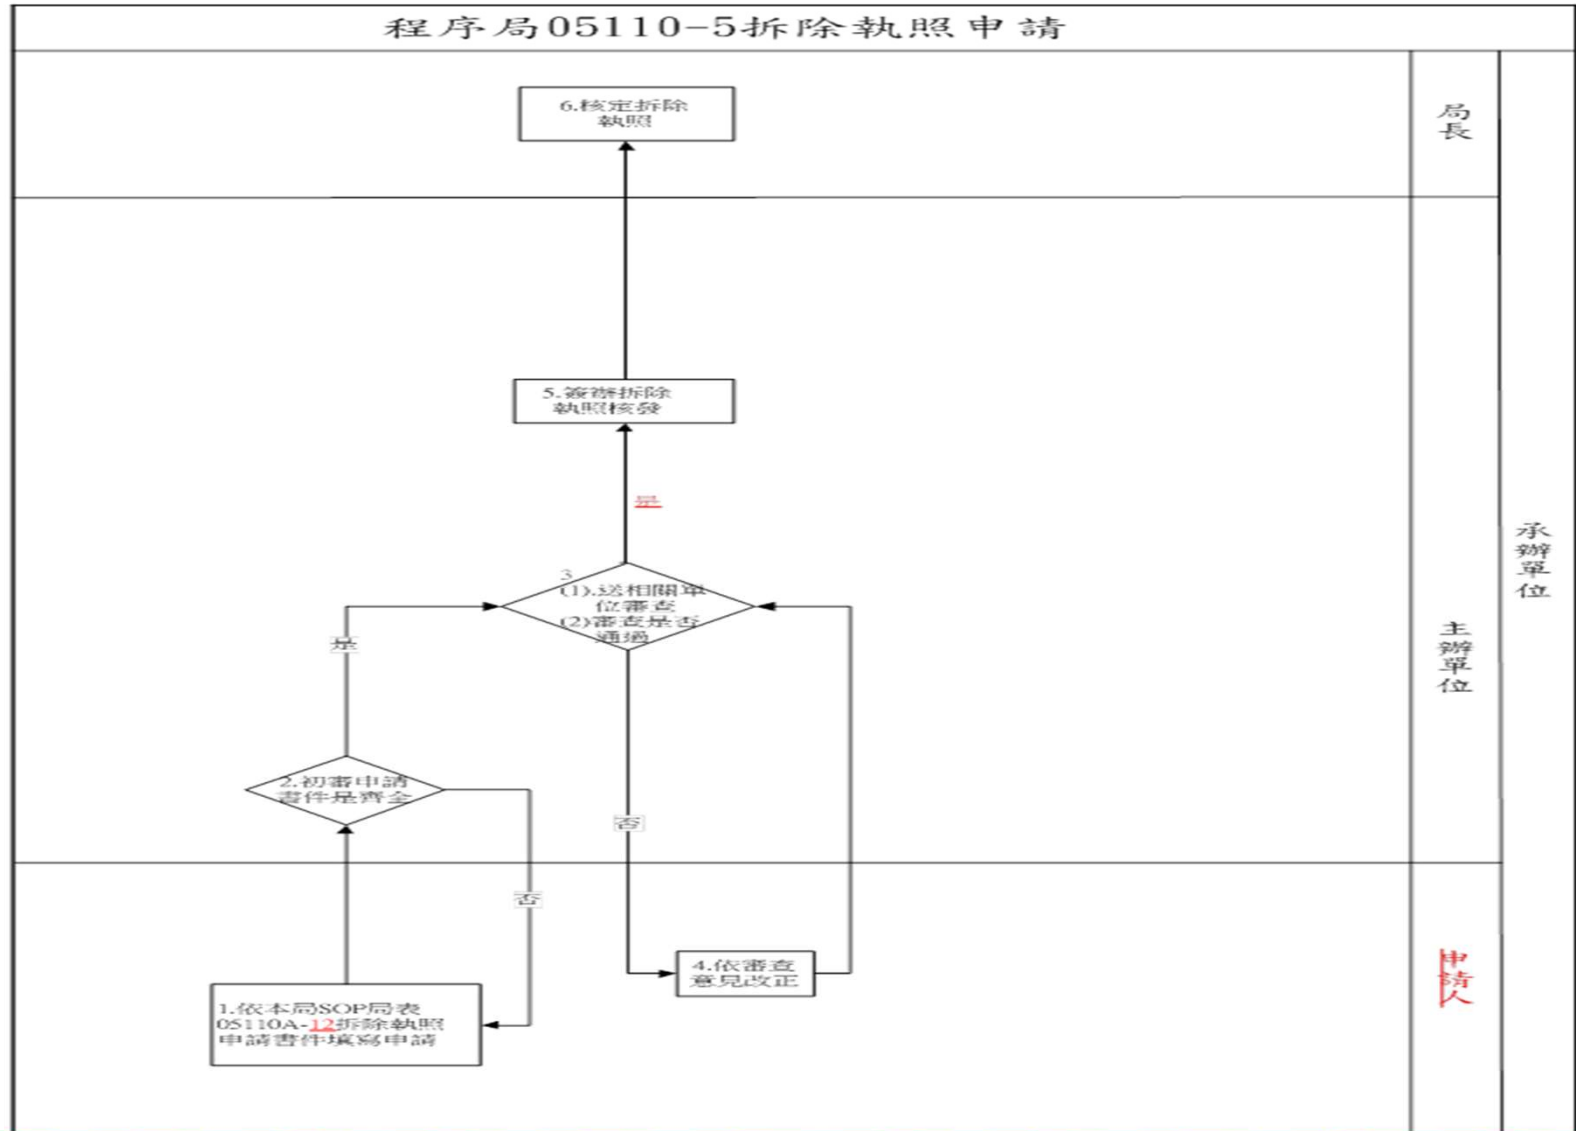 程序局05110-5拆除執照申請
6.核定拆除
執照
局長
5.簽辦拆除
執照核發
是
3
(1).送相關單
位審查
(2)審查是否
通過
是
承辦單位
主辦單位
2.初審申請
書件是齊全
否
否
4.依審查
意見改正
申請人
1.依本局SOP局表
05110A-12拆除執照
申請書件填寫申請